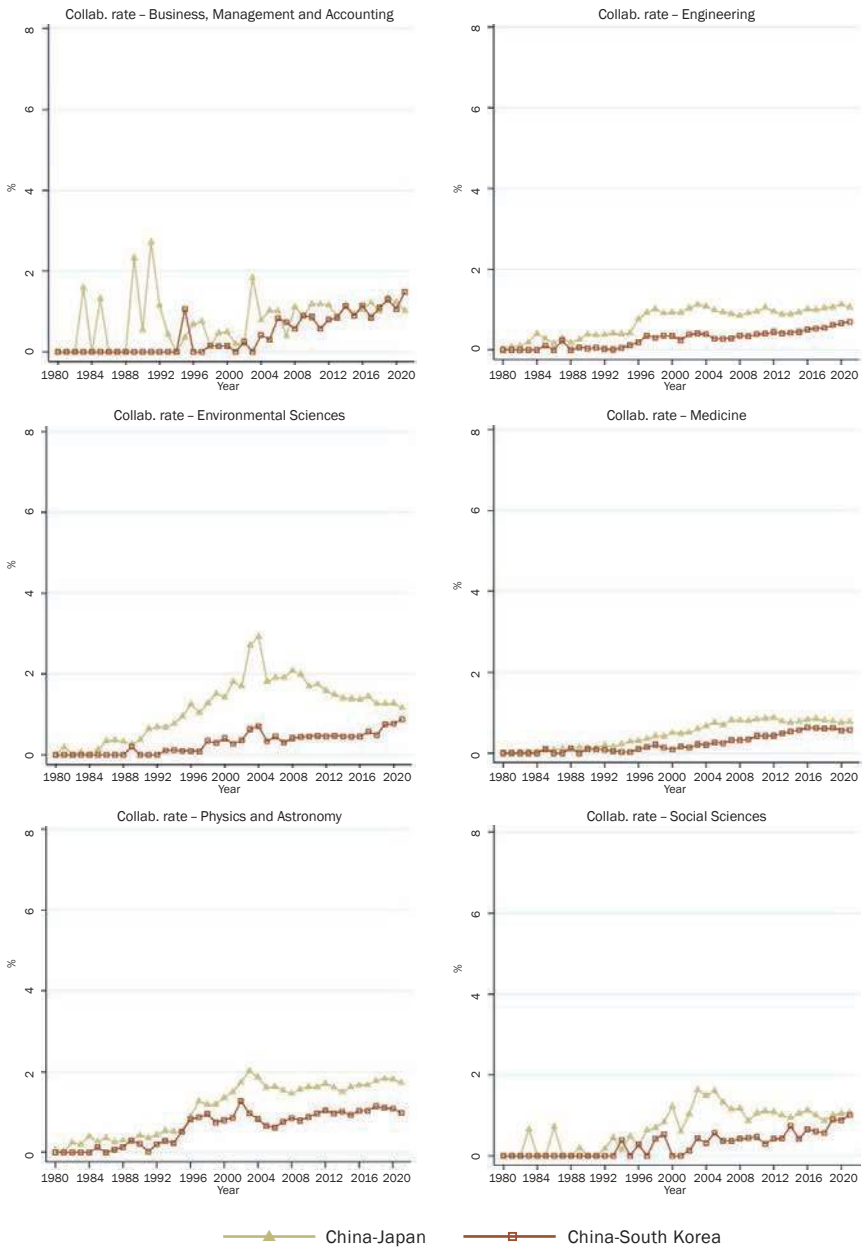 Collab. rate – Business, Management and Accounting
8
6
4
2
0
%
1980 1984 1988 1992 1996 2000 2004 2008 2012 2016 2020
Year
Collab. rate – Engineering
8
6
4
2
0
%
1980 1984 1988 1992 1996 2000 2004 2008 2012 2016 2020
Year
Collab. rate – Environmental Sciences
8
6
4
2
0
%
1980 1984 1988 1992 1996 2000 2004 2008 2012 2016 2020
Year
Collab. rate – Medicine
8
6
4
2
0
%
1980 1984 1988 1992 1996 2000 2004 2008 2012 2016 2020
Year
Collab. rate – Physics and Astronomy
8
6
4
2
0
%
1980 1984 1988 1992 1996 2000 2004 2008 2012 2016 2020
Year
Collab. rate – Social Sciences
8
6
4
2
0
%
1980 1984 1988 1992 1996 2000 2004 2008 2012 2016 2020
Year
China-Japan China-South Korea